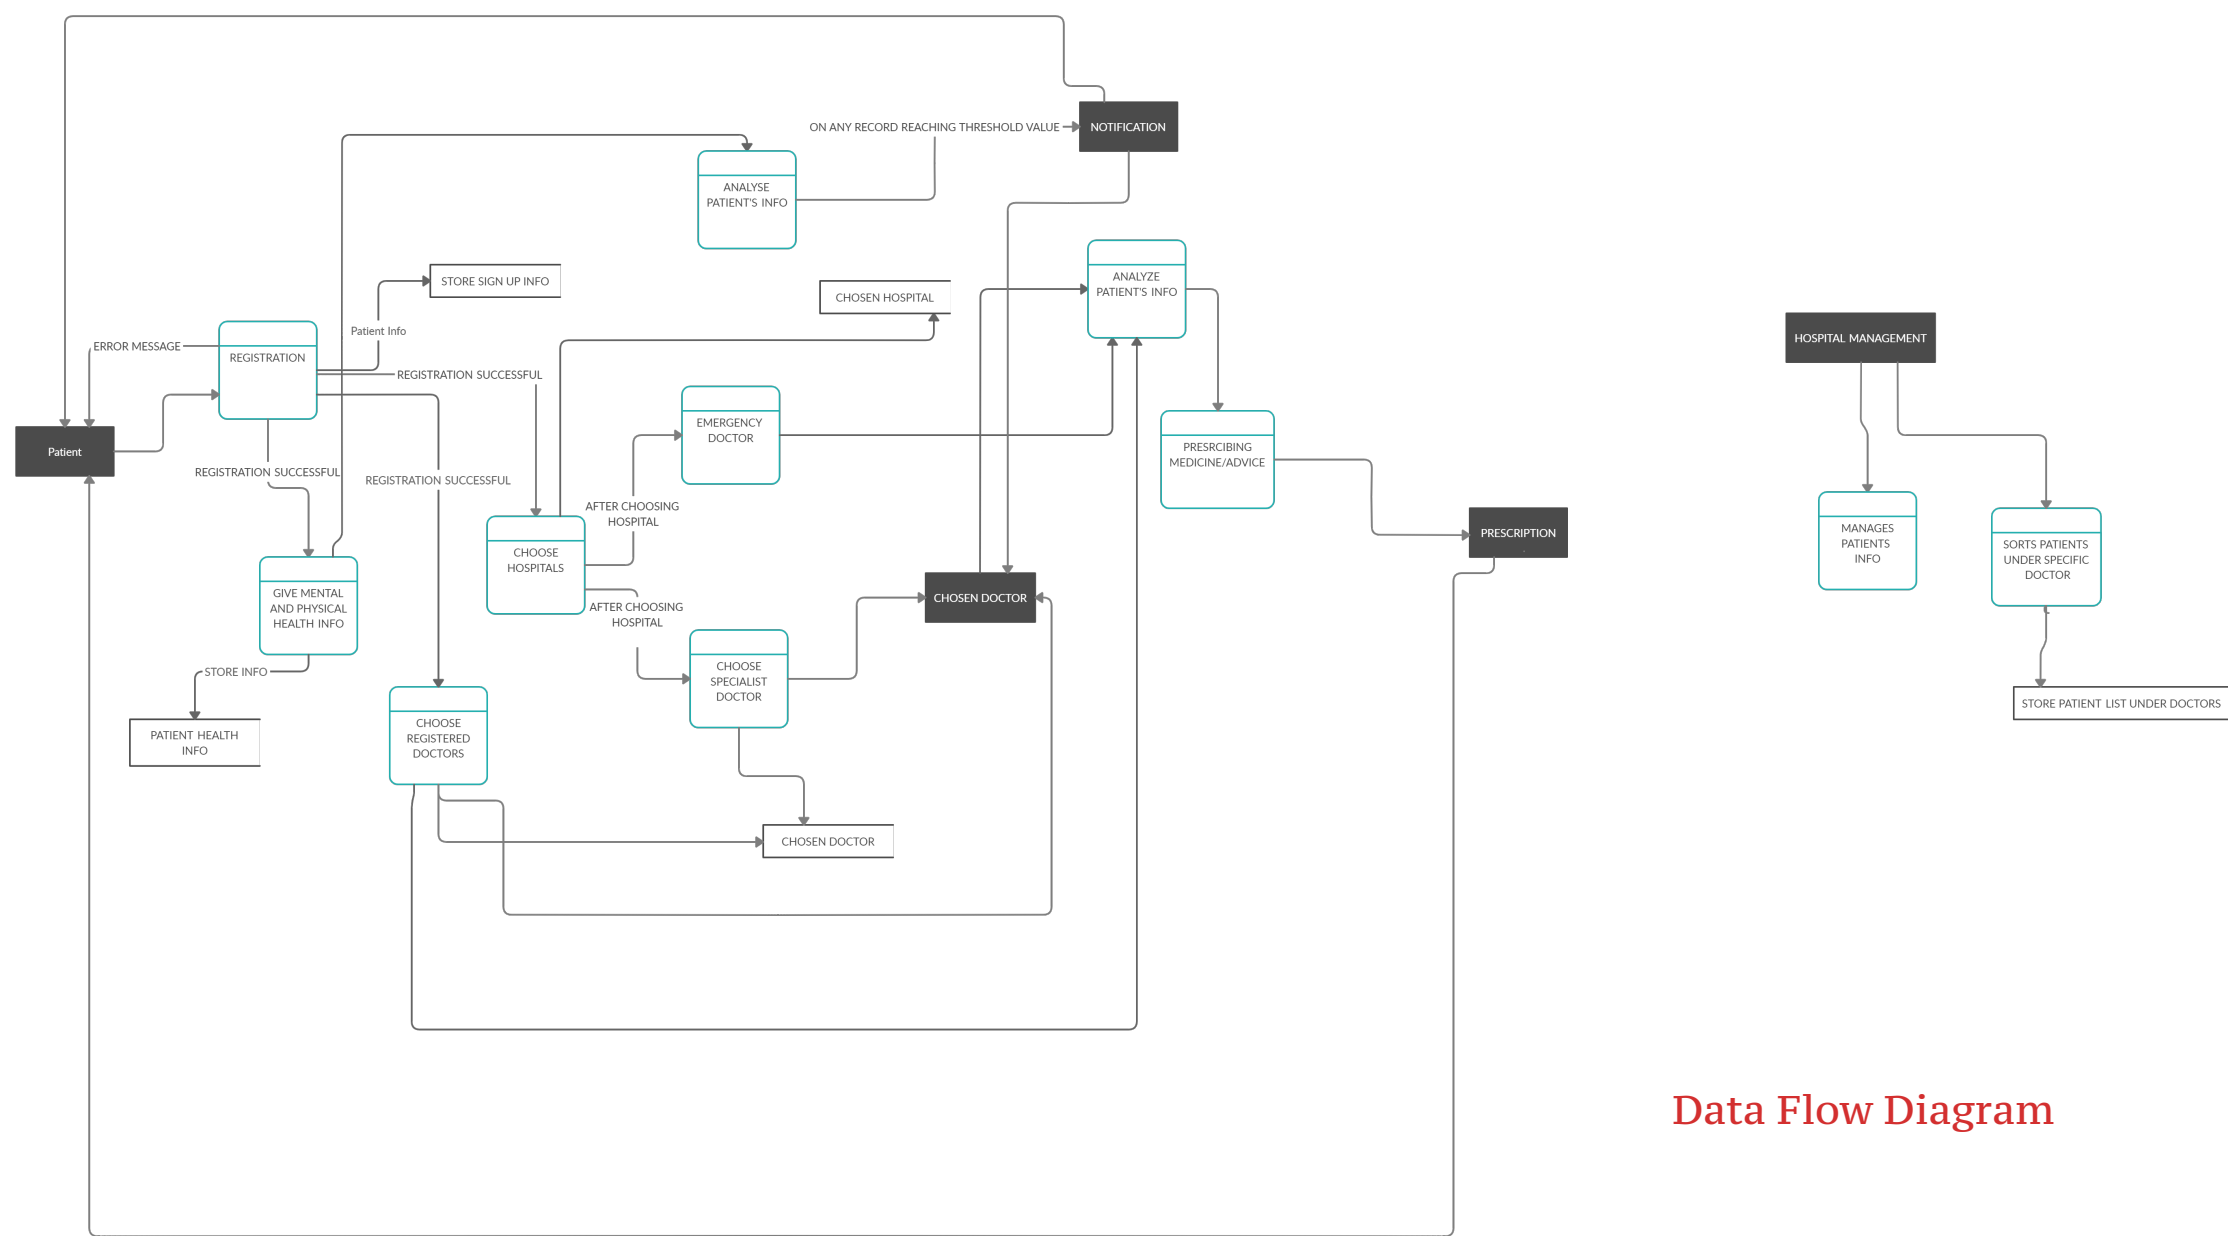 NOTIFICATION
ON ANY RECORD REACHING THRESHOLD VALUE
ANALYSE
PATIENT'S INFO
STORE SIGN UP INFO
CHOSEN HOSPITAL
ANALYZE
PATIENT'S INFO
Patient Info
ERROR MESSAGE
REGISTRATION
REGISTRATION SUCCESSFUL
HOSPITAL MANAGEMENT
EMERGENCY
DOCTOR
Patient
PRESRCIBING
MEDICINE/ADVICE
REGISTRATION SUCCESSFUL
REGISTRATION SUCCESSFUL
AFTER CHOOSING
HOSPITAL
PRESCRIPTION
MANAGES
PATIENTS
INFO
SORTS PATIENTS
UNDER SPECIFIC
DOCTOR
CHOOSE
HOSPITALS
GIVE MENTAL
AND PHYSICAL
HEALTH INFO
AFTER CHOOSING
HOSPITAL
CHOSEN DOCTOR
STORE INFO
CHOOSE
SPECIALIST
DOCTOR
PATIENT HEALTH
INFO
CHOOSE
REGISTERED
DOCTORS
STORE PATIENT LIST UNDER DOCTORS
CHOSEN DOCTOR
Data Flow Diagram